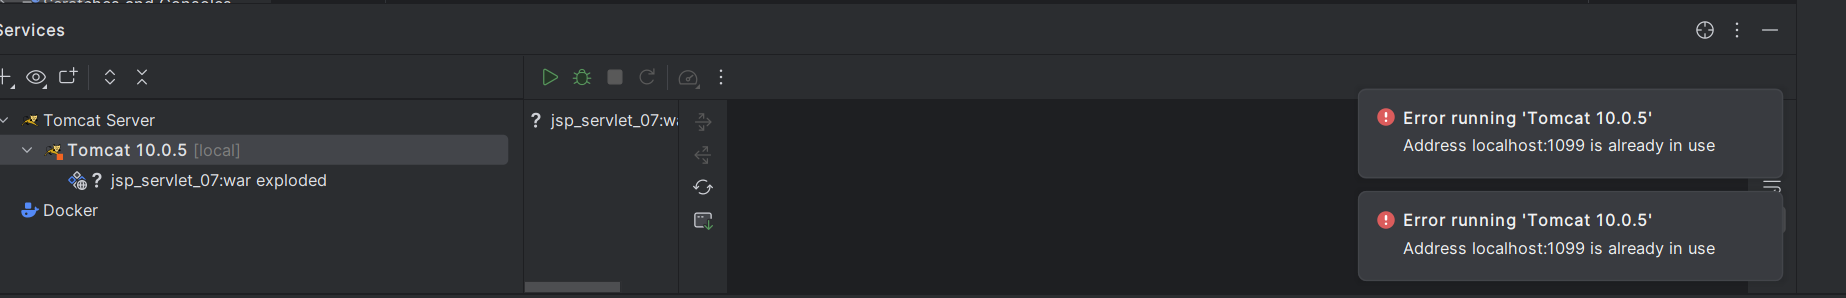 Services
Tomcat Server
Tomcat 10.0.5 [local]
? jsp_servlet_07:war exploded
Docker
? jsp_servlet_07:wa
Error running 'Tomcat 10.0.5'
Address localhost:1099 is already in use
Error running 'Tomcat 10.0.5'
Address localhost:1099 is already in use